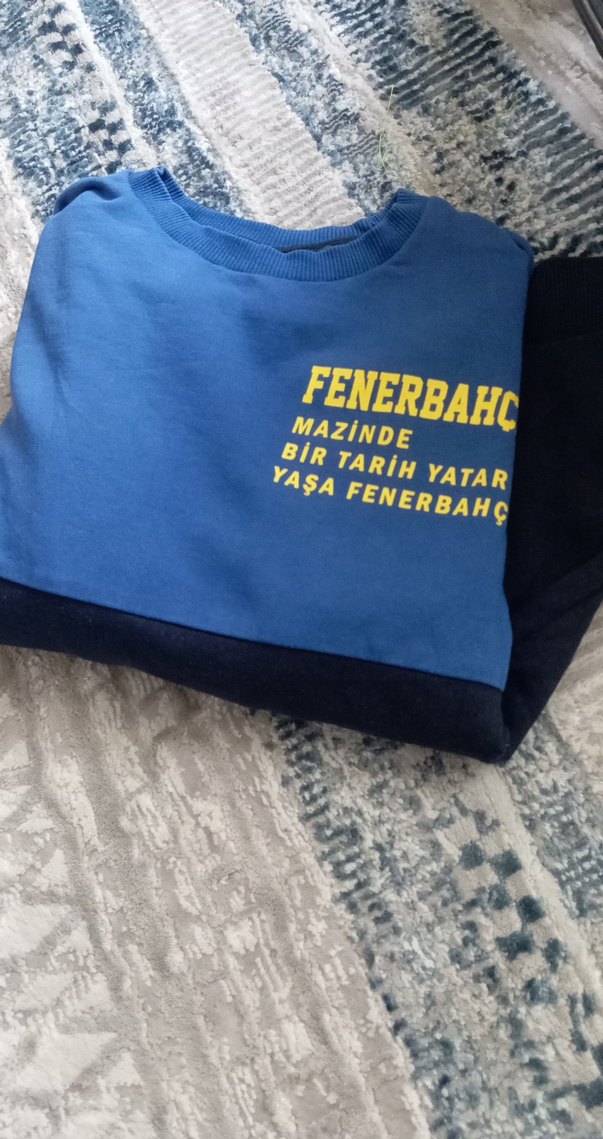 FENERBAHÇ
MAZİNDE
BİR TARİH YATAR
YAŞA FENERBAHÇ